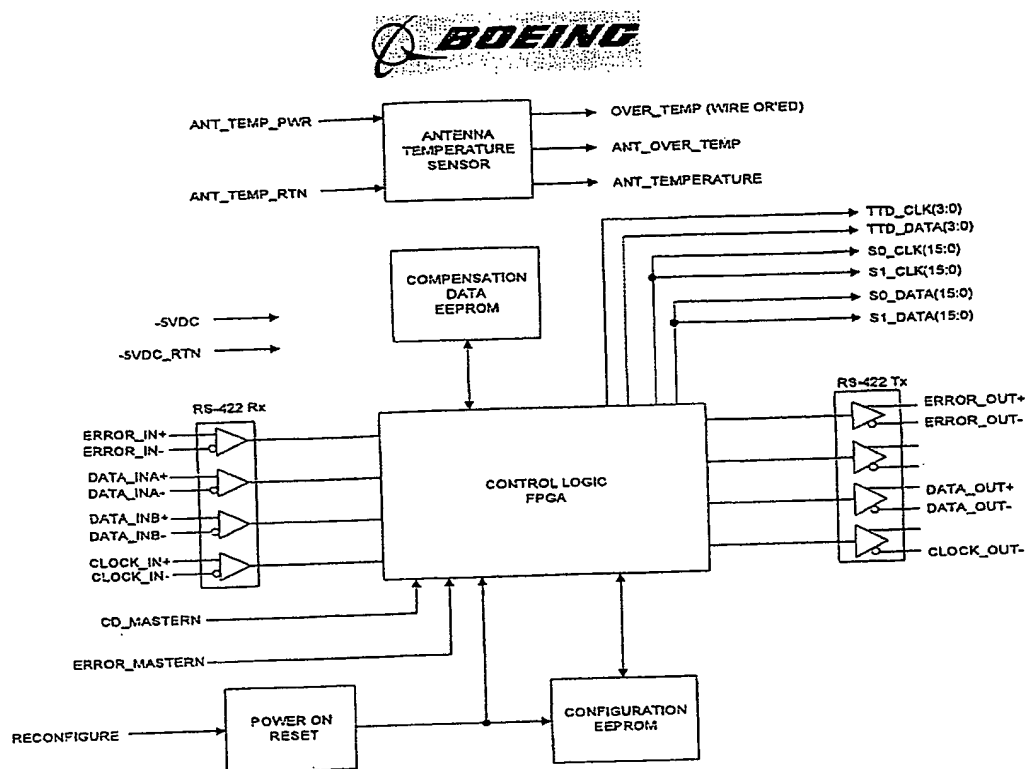 BOEING
ANT_TEMP_PWR
ANT_TEMP_RTN
ANTENNA
TEMPERATURE
SENSOR
OVER_TEMP (WIRE OR'ED)
ANT_OVER_TEMP
ANT_TEMPERATURE
TTD_CLK(3:0)
TTD_DATA(3:0)
S0_CLK(15:0)
S1_CLK(15:0)
S0_DATA(15:0)
S1_DATA(15:0)
COMPENSATION
DATA
EEPROM
-5VDC
-5VDC_RTN
RS-422 Rx
ERROR_IN+
ERROR_IN-
DATA_INA+
DATA_INA-
DATA_INB+
DATA_INB-
CLOCK_IN+
CLOCK_IN-
CONTROL LOGIC
FPGA
RS-422 Tx
ERROR_OUT+
ERROR_OUT-
DATA_OUT+
DATA_OUT-
CLOCK_OUT-
CD_MASTERN
ERROR_MASTERN
RECONFIGURE
POWER ON
RESET
CONFIGURATION
EEPROM